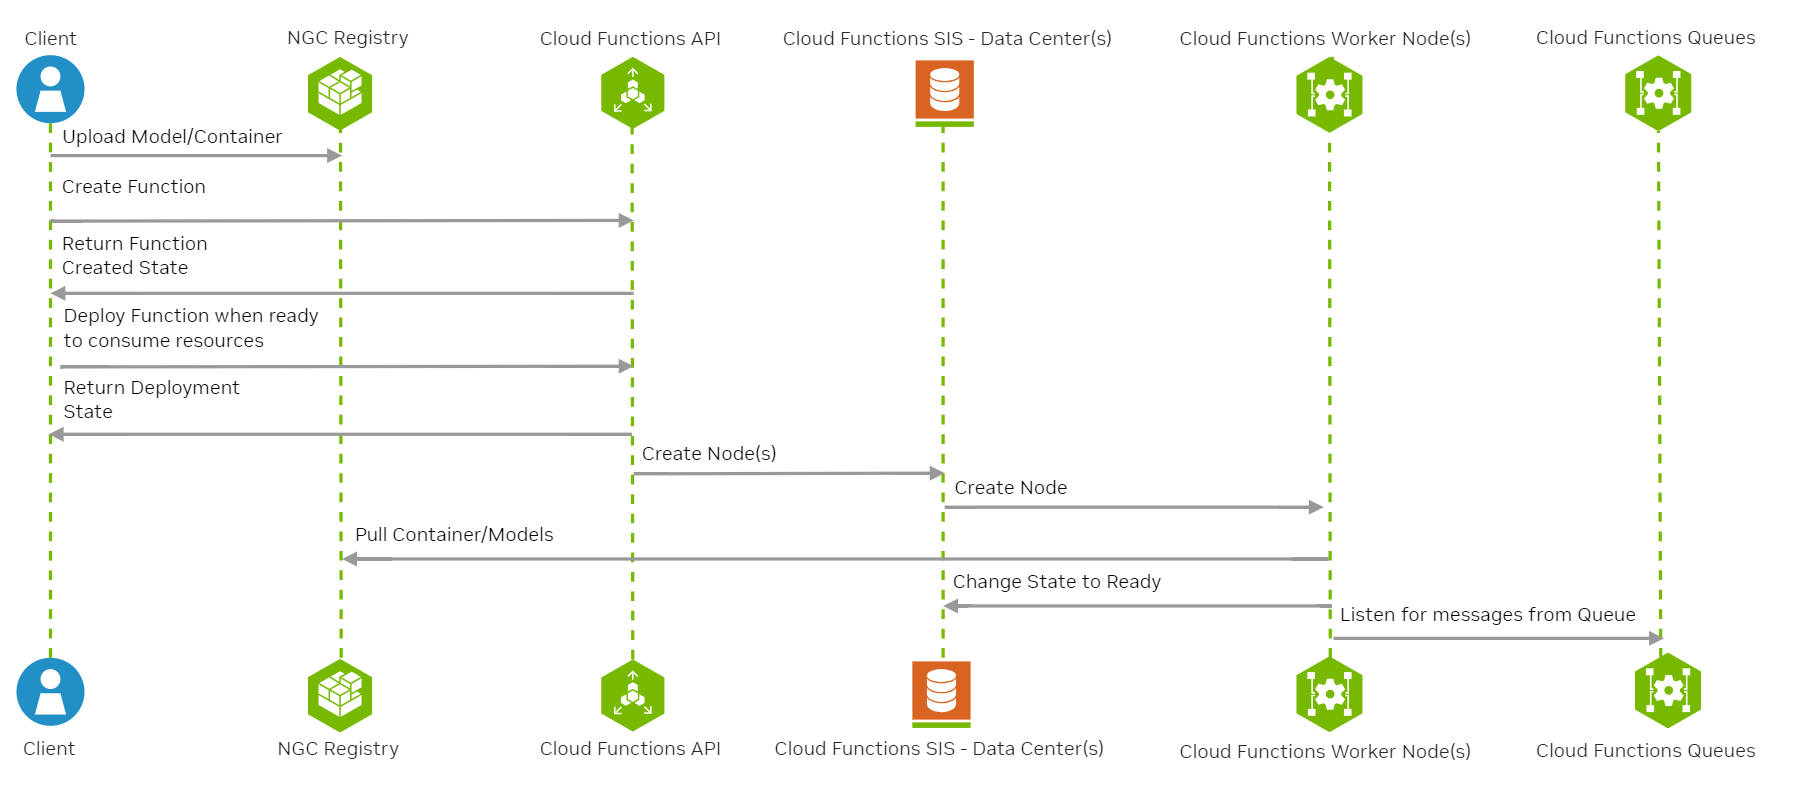 Client
NGC Registry
Cloud Functions API
Cloud Functions SIS - Data Center(s)
Cloud Functions Worker Node(s)
Cloud Functions Queues
Upload Model/Container
Create Function
Return Function
Created State
Deploy Function when ready
to consume resources
Return Deployment
State
Create Node(s)
Create Node
Pull Container/Models
Change State to Ready
Listen for messages from Queue
Client
NGC Registry
Cloud Functions API
Cloud Functions SIS - Data Center(s)
Cloud Functions Worker Node(s)
Cloud Functions Queues